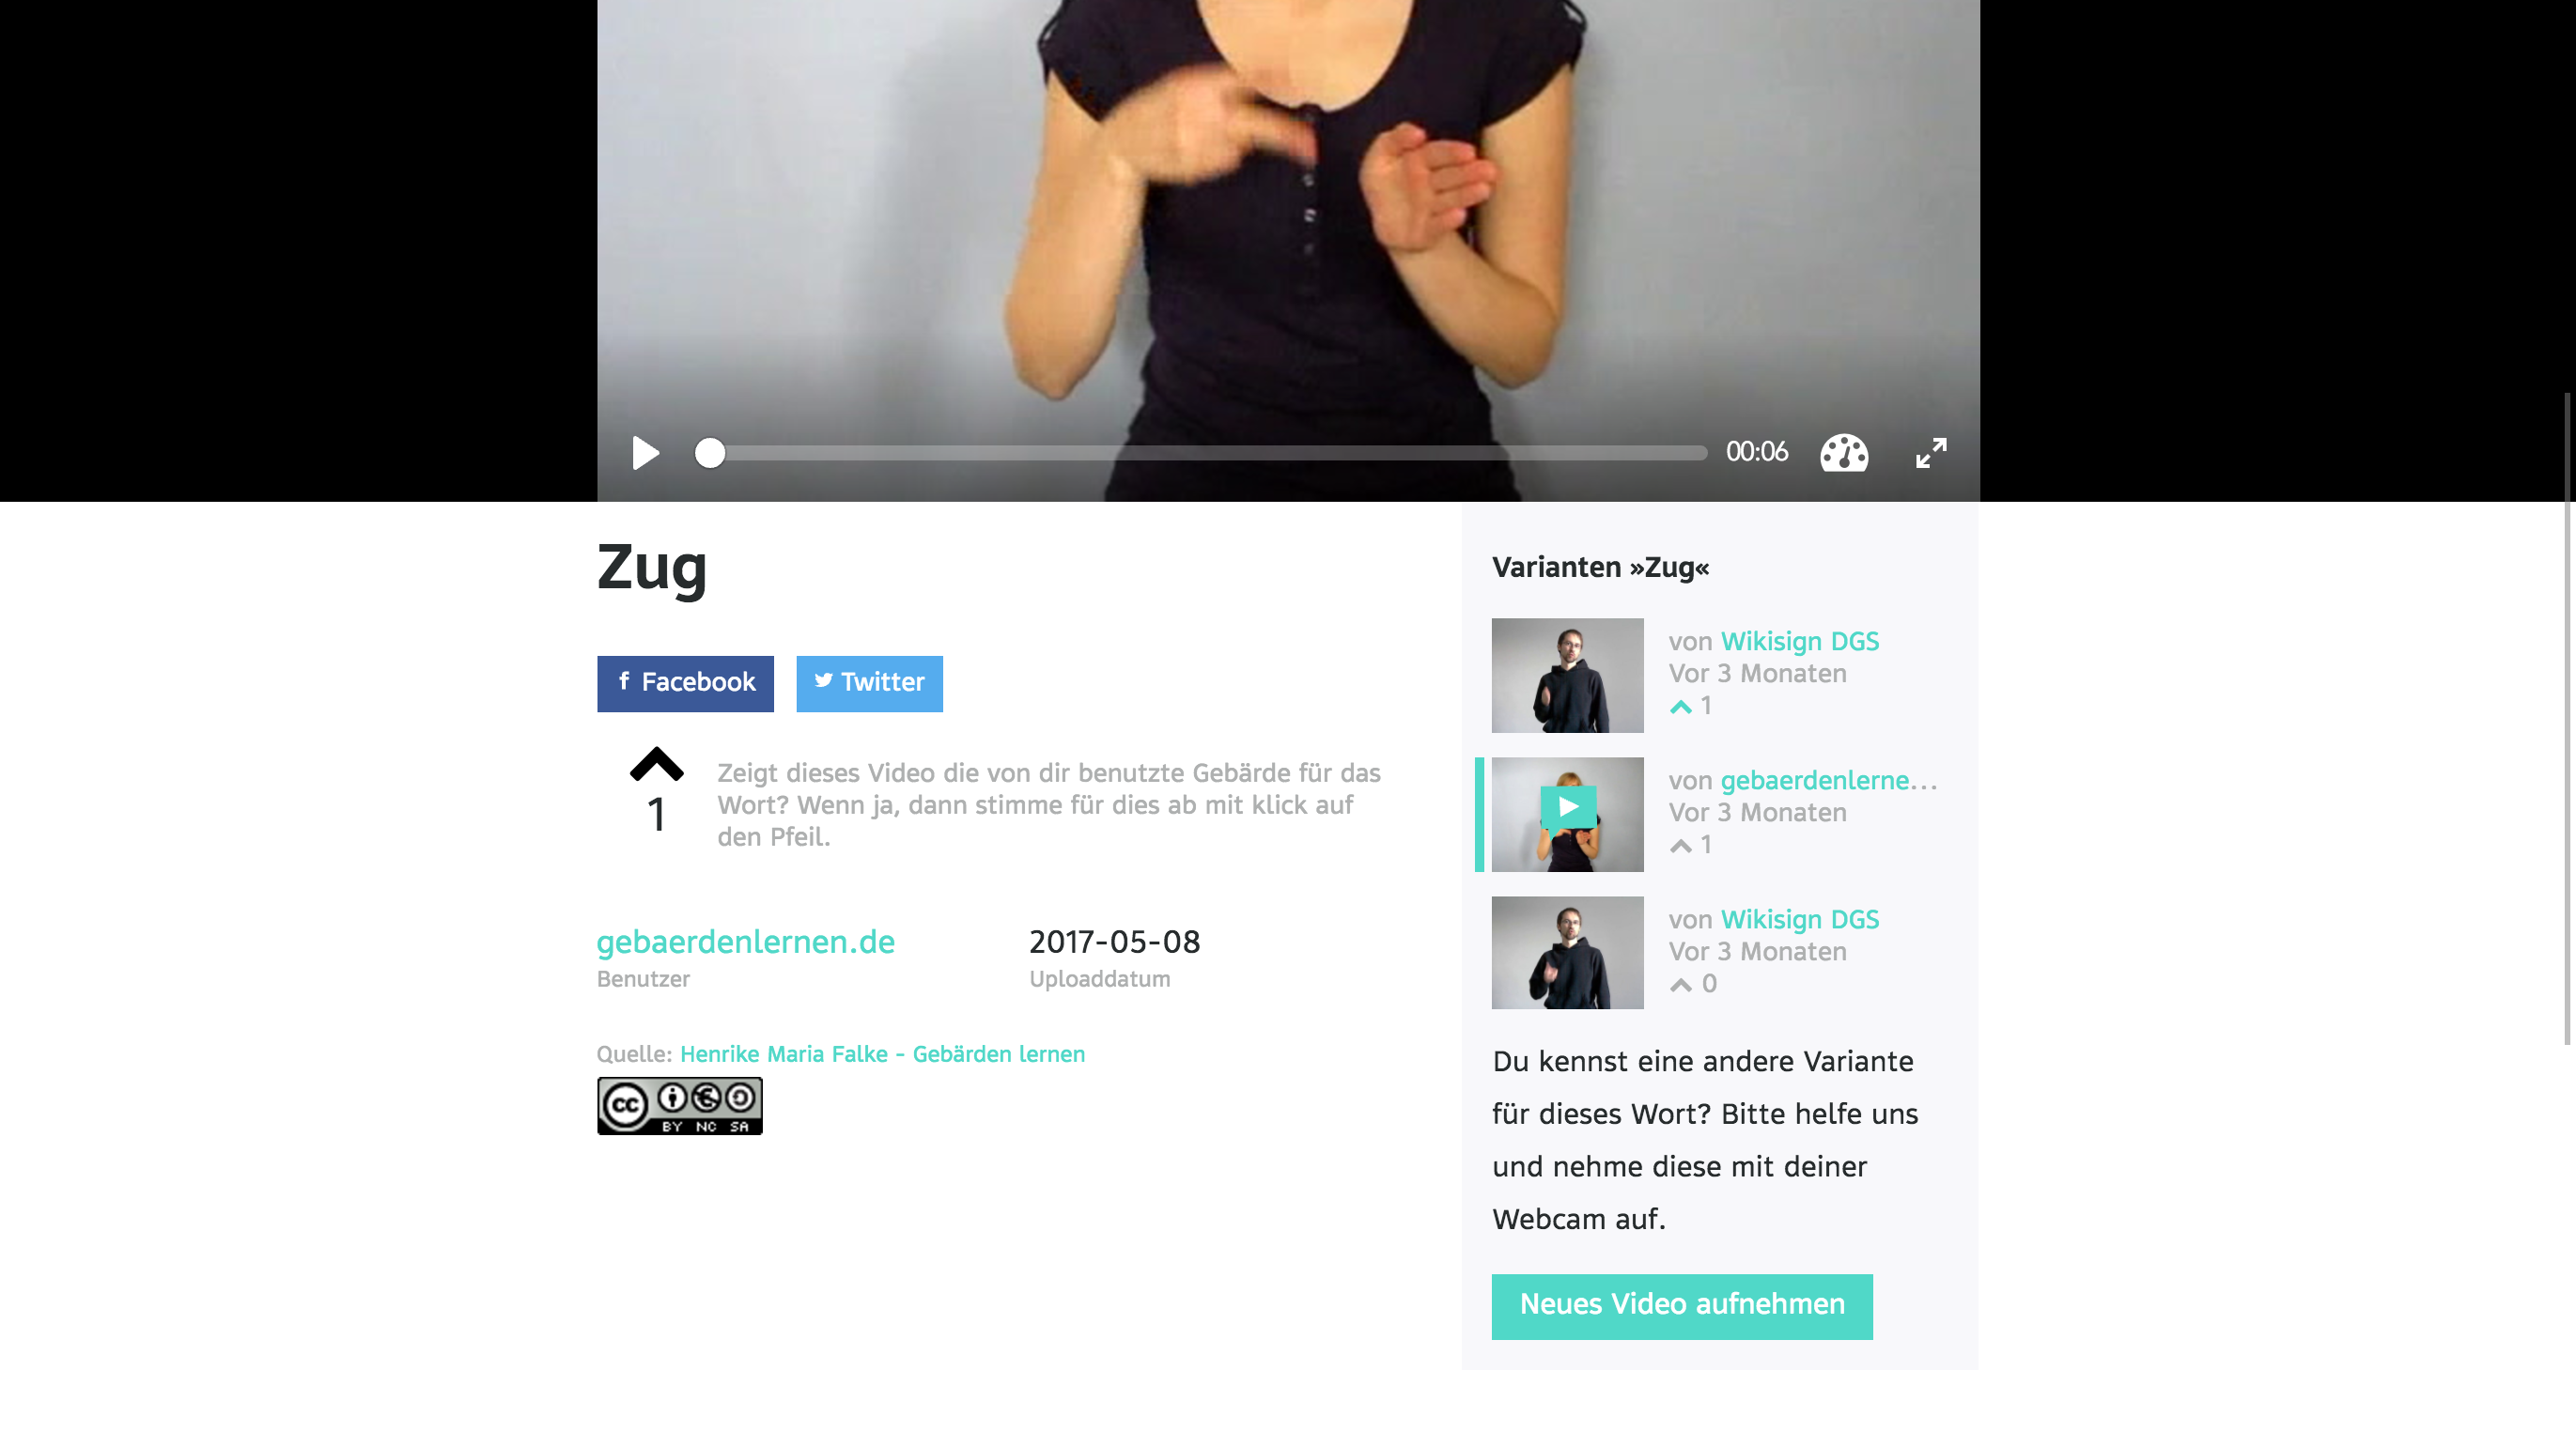 00:06
Zug
Facebook
Twitter
1
Zeigt dieses Video die von dir benutzte Gebärde für das
Wort? Wenn ja, dann stimme für dies ab mit klick auf
den Pfeil.
gebaerdenlernen.de
Benutzer
2017-05-08
Uploaddatum
Quelle: Henrike Maria Falke - Gebärden lernen
cc
BY NC SA
Varianten »Zug«
von Wikisign DGS
Vor 3 Monaten
1
von gebaerdenlerne...
Vor 3 Monaten
1
von Wikisign DGS
Vor 3 Monaten
0
Du kennst eine andere Variante
für dieses Wort? Bitte helfe uns
und nehme diese mit deiner
Webcam auf.
Neues Video aufnehmen